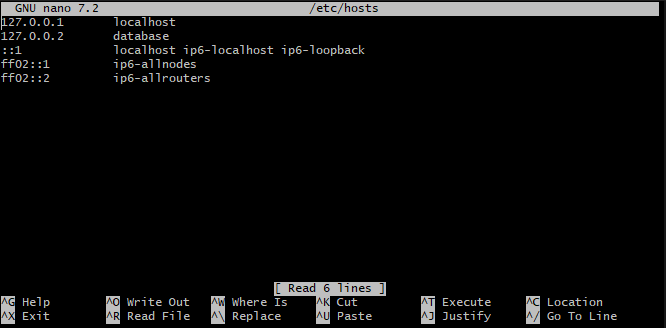 GNU nano 7.2 /etc/hosts
127.0.0.1 localhost
127.0.0.2 database
::1 localhost ip6-localhost ip6-loopback
ff02::1 ip6-allnodes
ff02::2 ip6-allrouters
[ Read 6 lines ]
^G Help ^O Write Out ^W Where Is ^K Cut ^T Execute ^C Location
^X Exit ^R Read File ^\ Replace ^U Paste ^J Justify ^/ Go To Line